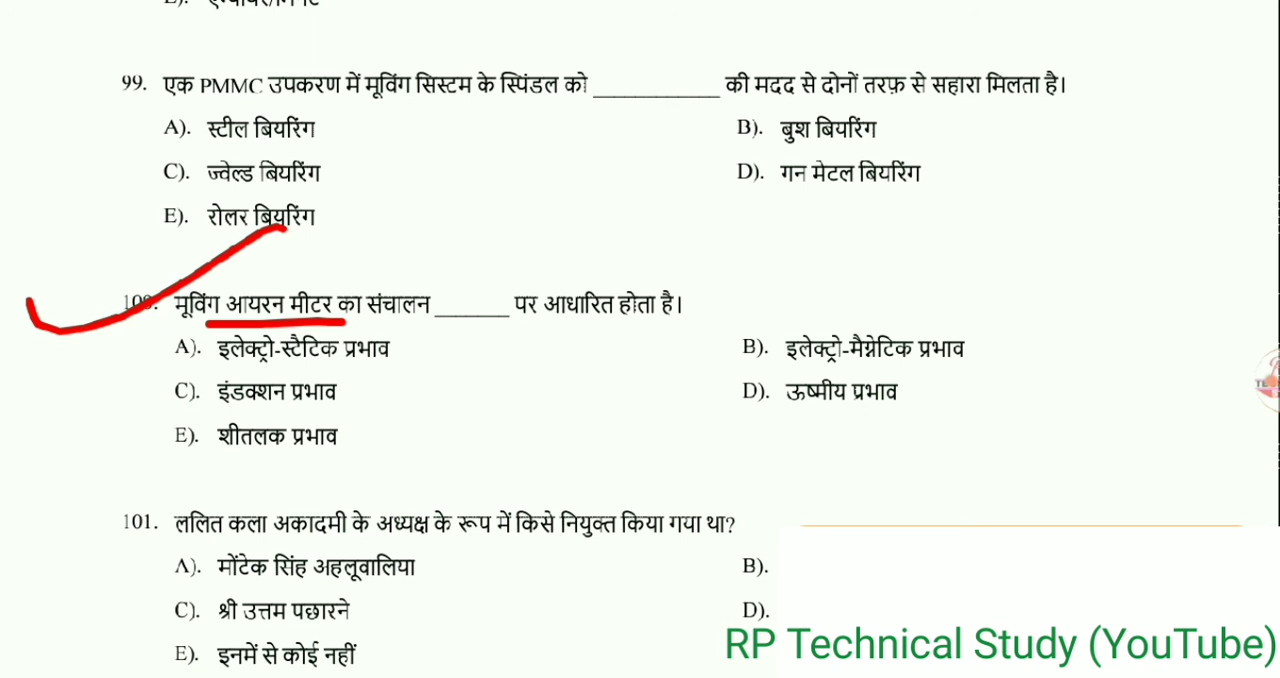 99. एक PMMC उपकरण में मूविंग सिस्टम के स्पिंडल को ____________ की मदद से दोनों तरफ़ से सहारा मिलता है।
A). स्टील बियरिंग B). बुश बियरिंग
C). ज्वेल्ड बियरिंग D). गन मेटल बियरिंग
E). रोलर बियरिंग
100. मूविंग आयरन मीटर का संचालन _______ पर आधारित होता है।
A). इलेक्ट्रो-स्टैटिक प्रभाव B). इलेक्ट्रो-मैग्नेटिक प्रभाव
C). इंडक्शन प्रभाव D). ऊष्मीय प्रभाव
E). शीतलक प्रभाव
101. ललित कला अकादमी के अध्यक्ष के रूप में किसे नियुक्त किया गया था?
A). मोंटेक सिंह अहलूवालिया B).
C). श्री उत्तम पछारने D).
E). इनमें से कोई नहीं
RP Technical Study (YouTube)